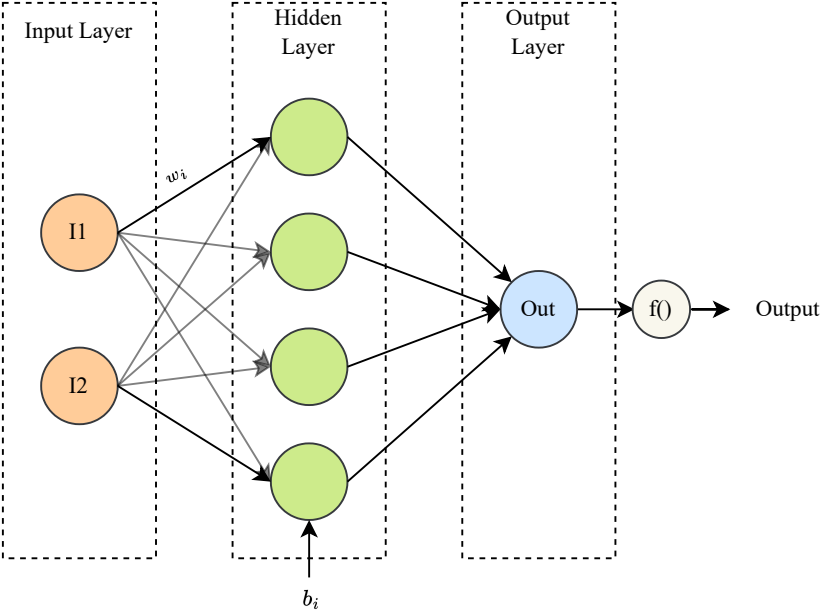 Input Layer
Hidden
Layer
Output
Layer
w_i
I1
I2
Out
f()
Output
b_i